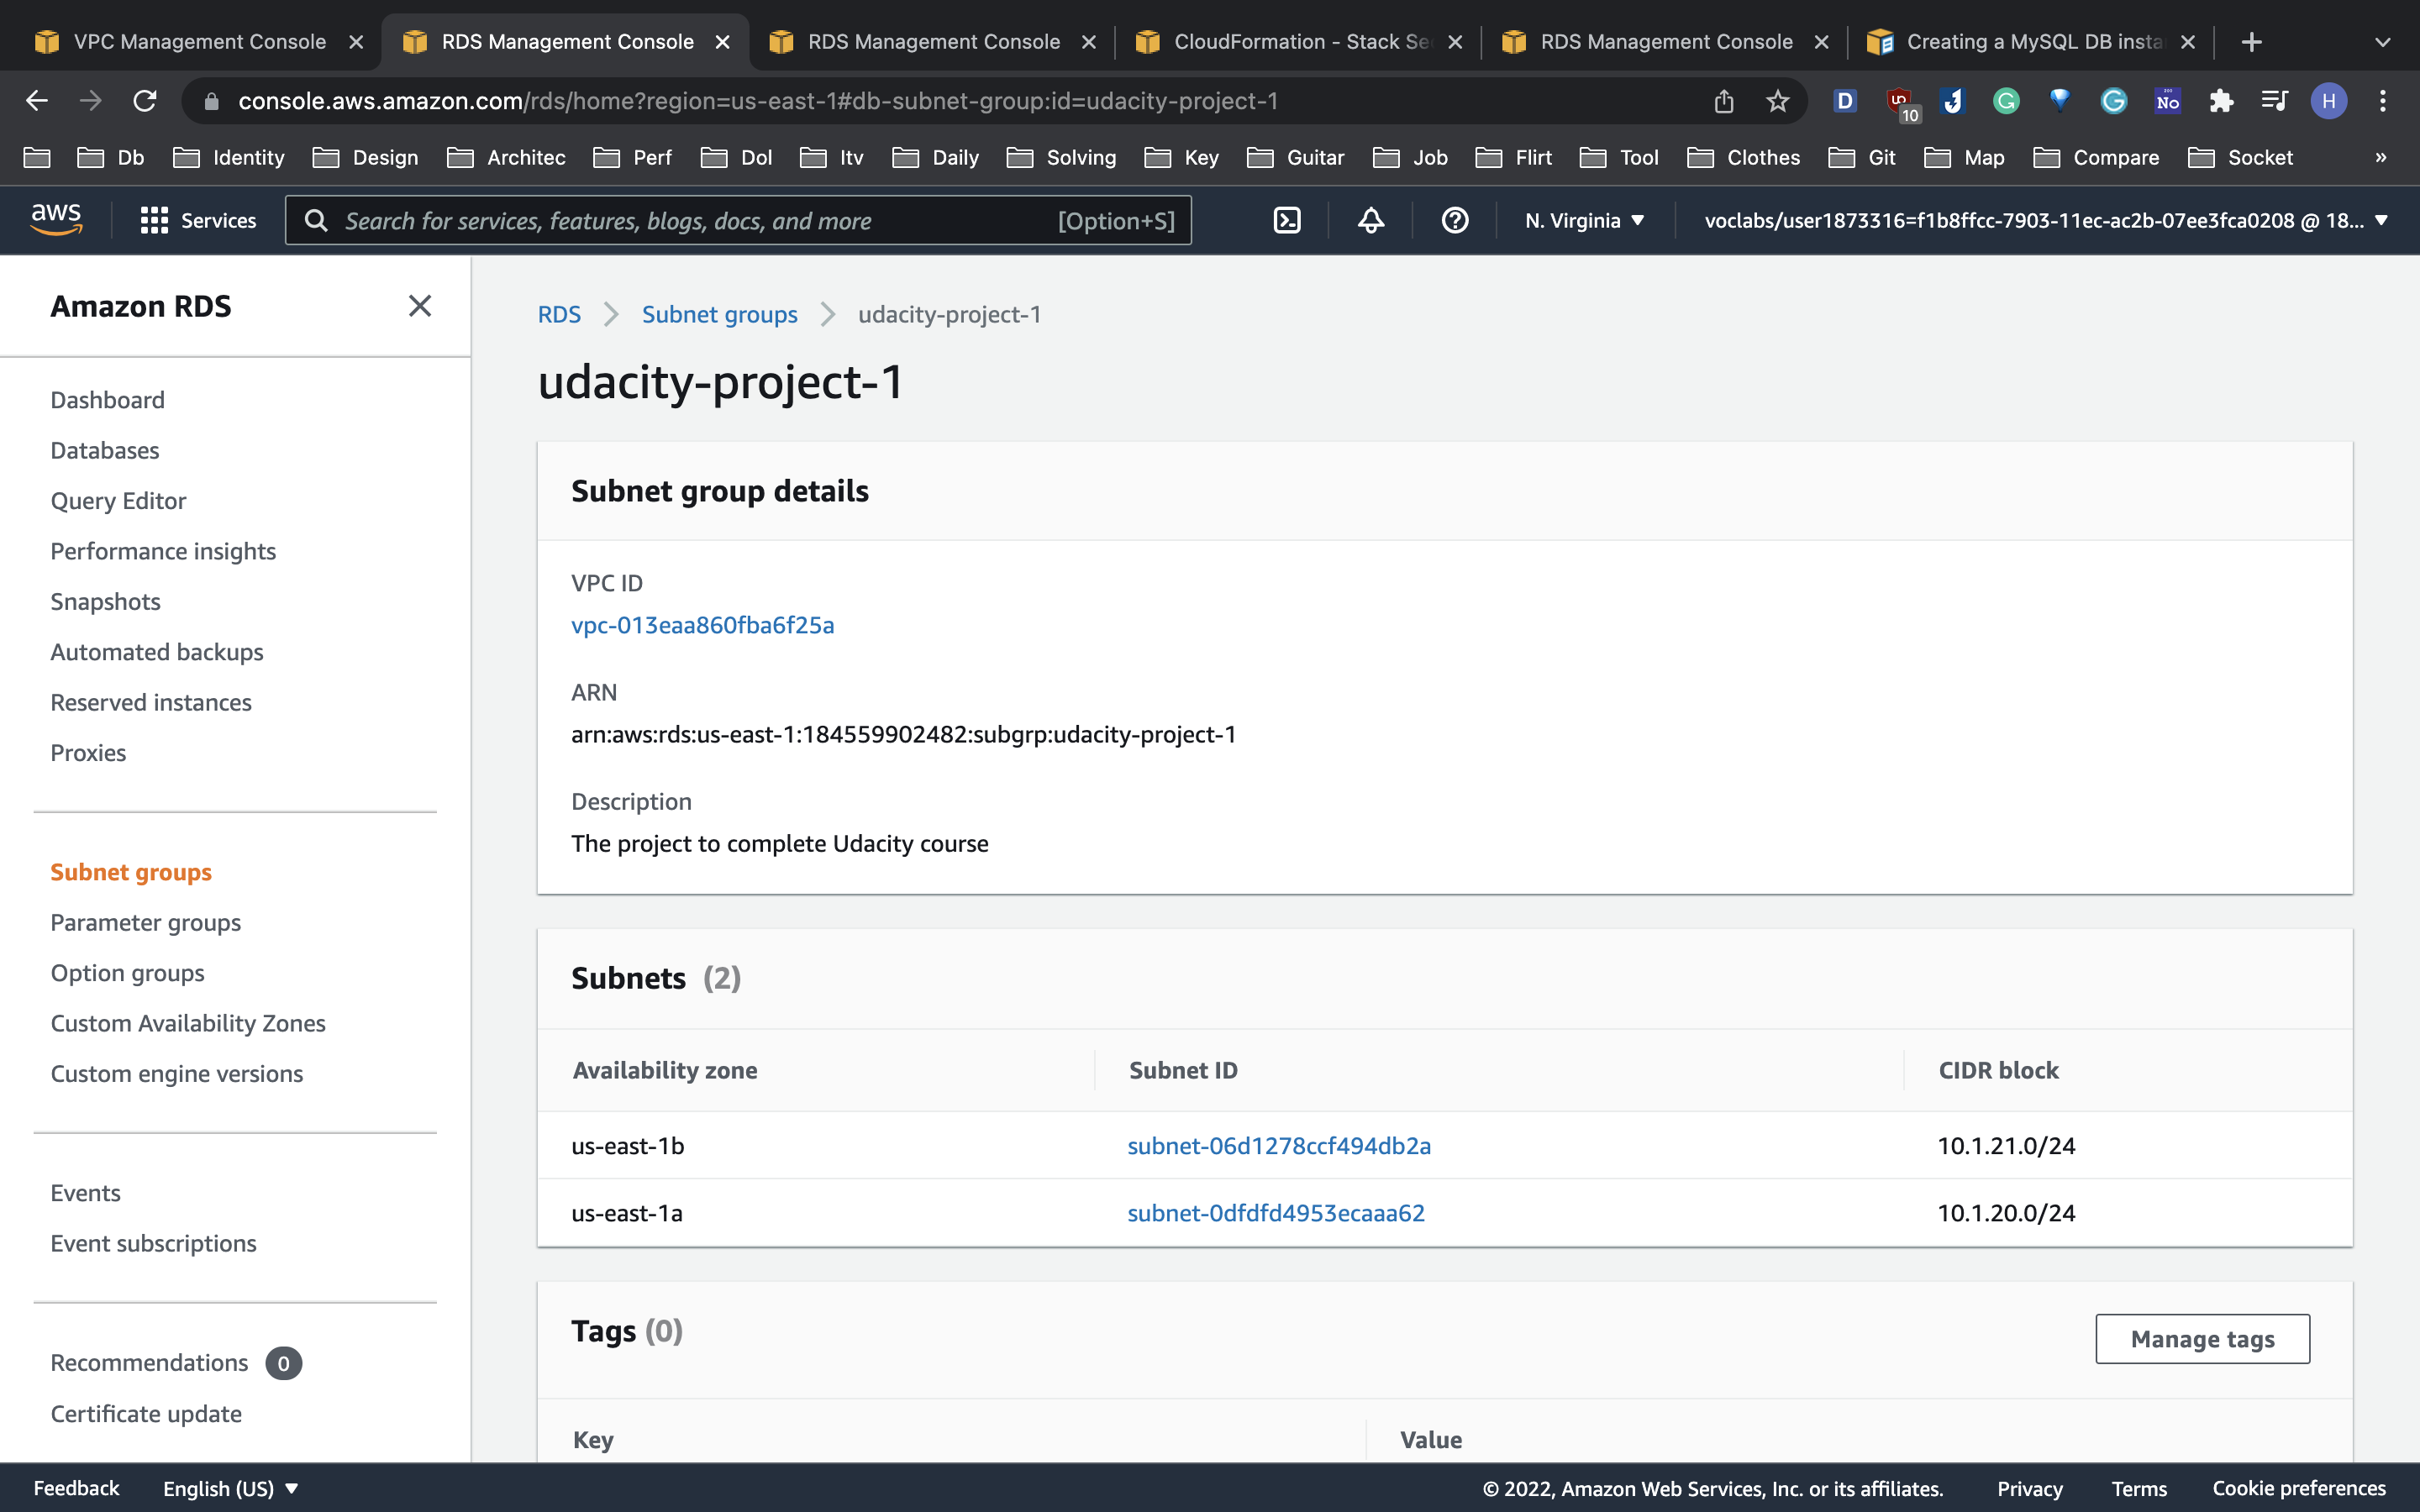 VPC Management Console
RDS Management Console
RDS Management Console
CloudFormation - Stack Se
RDS Management Console
Creating a MySQL DB insta
console.aws.amazon.com/rds/home?region=us-east-1#db-subnet-group:id=udacity-project-1
D
10
G
G
No
H
Db
Identity
Design
Architec
Perf
Dol
Itv
Daily
Solving
Key
Guitar
Job
Flirt
Tool
Clothes
Git
Map
Compare
Socket
»
aws
Services
Search for services, features, blogs, docs, and more
[Option+S]
N. Virginia
voclabs/user1873316=f1b8ffcc-7903-11ec-ac2b-07ee3fca0208 @ 18...
Amazon RDS
Dashboard
Databases
Query Editor
Performance insights
Snapshots
Automated backups
Reserved instances
Proxies
Subnet groups
Parameter groups
Option groups
Custom Availability Zones
Custom engine versions
Events
Event subscriptions
Recommendations 0
Certificate update
RDS > Subnet groups > udacity-project-1
udacity-project-1
Subnet group details
VPC ID
vpc-013eaa860fba6f25a
ARN
arn:aws:rds:us-east-1:184559902482:subgrp:udacity-project-1
Description
The project to complete Udacity course
Subnets (2)
Availability zone Subnet ID CIDR block
us-east-1b subnet-06d1278ccf494db2a 10.1.21.0/24
us-east-1a subnet-0dfdfd4953ecaaa62 10.1.20.0/24
Tags (0)
Manage tags
Key Value
Feedback
English (US)
© 2022, Amazon Web Services, Inc. or its affiliates.
Privacy
Terms
Cookie preferences